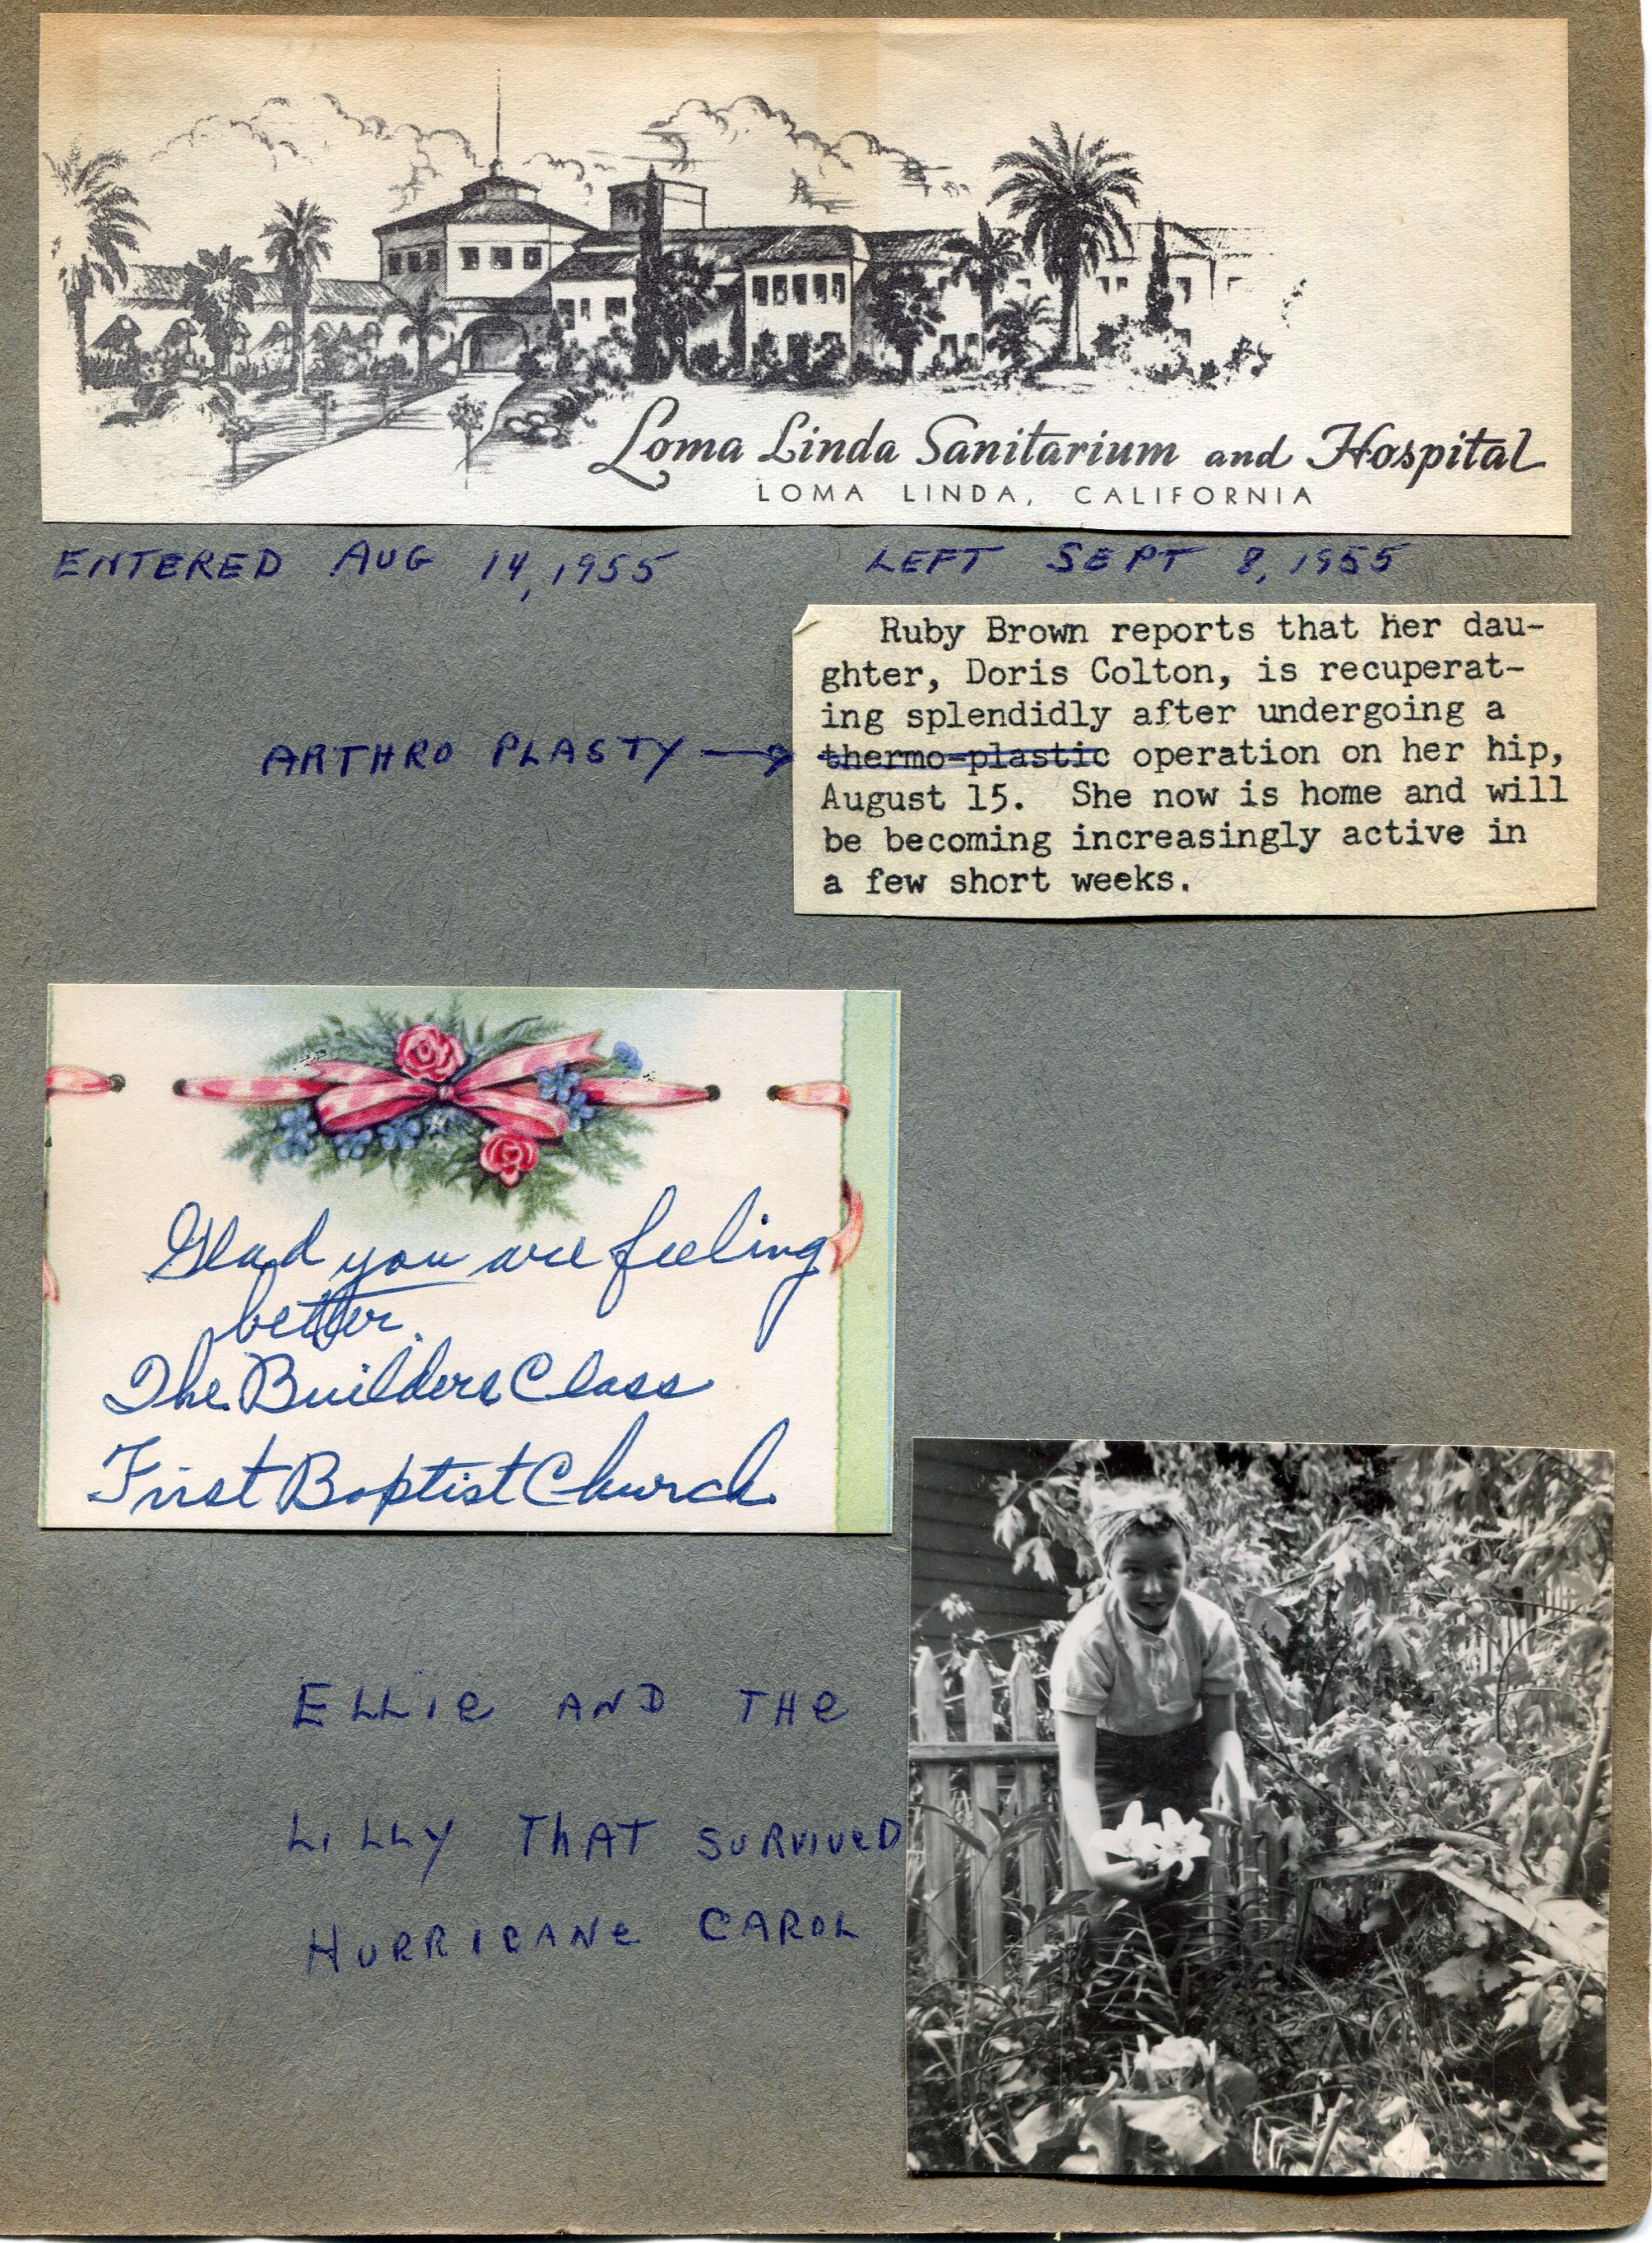 Loma Linda Sanitarium and Hospital
LOMA LINDA, CALIFORNIA
ENTERED AUG 14, 1955 LEFT SEPT 8, 1955
Ruby Brown reports that her dau-
ghter, Doris Colton, is recuperat-
ing splendidly after undergoing a
ARTHRO PLASTY → thermo-plastic operation on her hip,
August 15. She now is home and will
be becoming increasingly active in
a few short weeks.
Glad you are feeling
better.
The Builders Class
First Baptist Church
ELLIE AND THE
LILLY THAT SURVIVED
HURRICANE CAROL